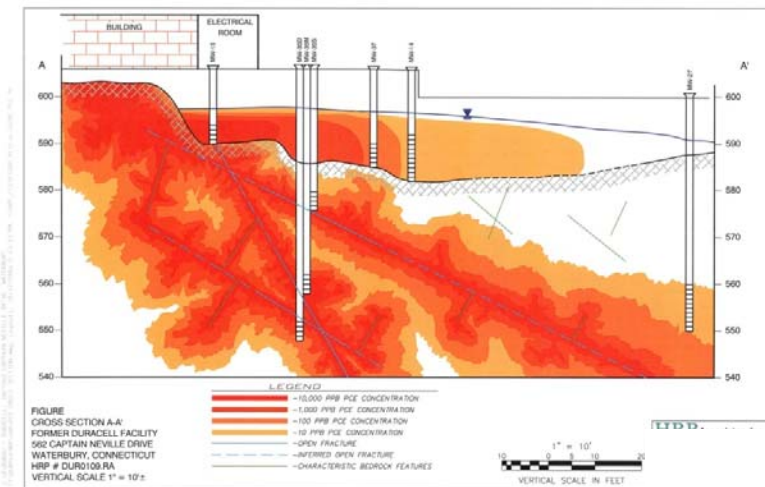 BUILDING
ELECTRICAL
ROOM
A
A'
MW-15
MW-30D
MW-30M
MW-30S
MW-37
MW-14
MW-27
600
590
580
570
560
550
540
600
590
580
570
560
550
540
LEGEND
~10,000 PPB PCE CONCENTRATION
~1,000 PPB PCE CONCENTRATION
~100 PPB PCE CONCENTRATION
~10 PPB PCE CONCENTRATION
~OPEN FRACTURE
~INFERRED OPEN FRACTURE
~CHARACTERISTIC BEDROCK FEATURES
FIGURE
CROSS SECTION A-A'
FORMER DURACELL FACILITY
562 CAPTAIN NEVILLE DRIVE
WATERBURY, CONNECTICUT
HRP # DUR0109.RA
VERTICAL SCALE 1" = 10'±
HRP
1" = 10'
10 0 5 10 20
VERTICAL SCALE IN FEET